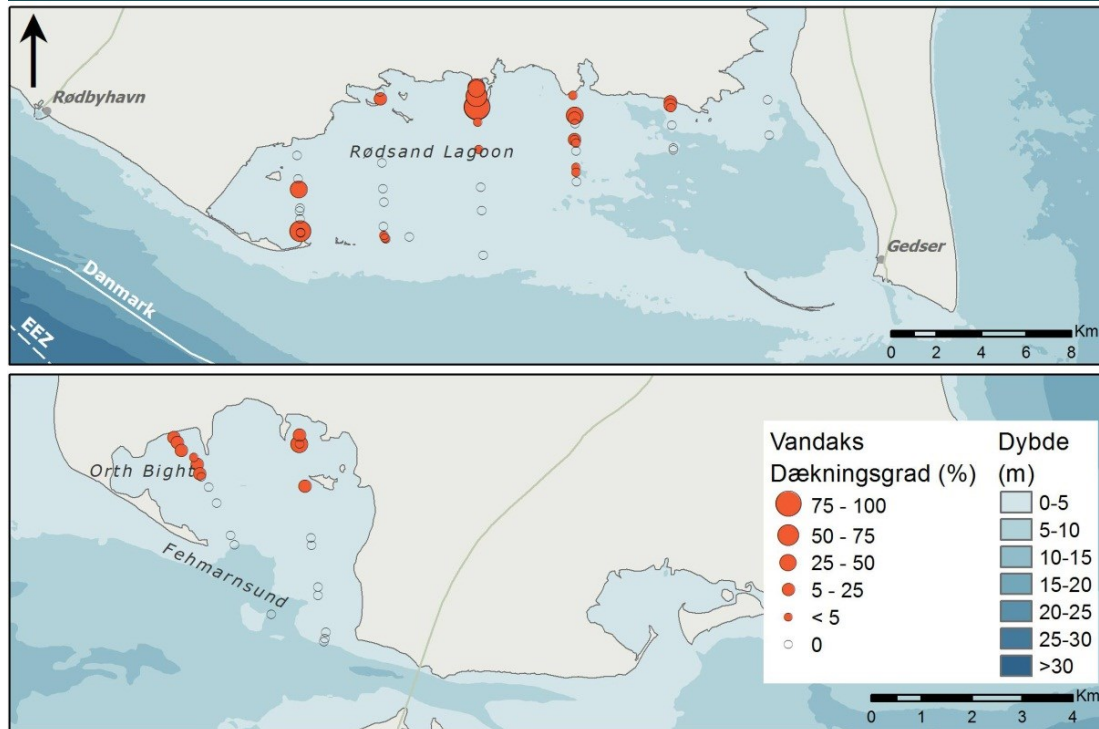 Rødbyhavn
Rødsand Lagoon
Gedser
Danmark
EEZ
Km
0 2 4 6 8
Orth Bight
Fehmarnsund
Vandaks
Dækningsgrad (%)
75 - 100
50 - 75
25 - 50
5 - 25
< 5
0
Dybde
(m)
0-5
5-10
10-15
15-20
20-25
25-30
>30
Km
0 1 2 3 4